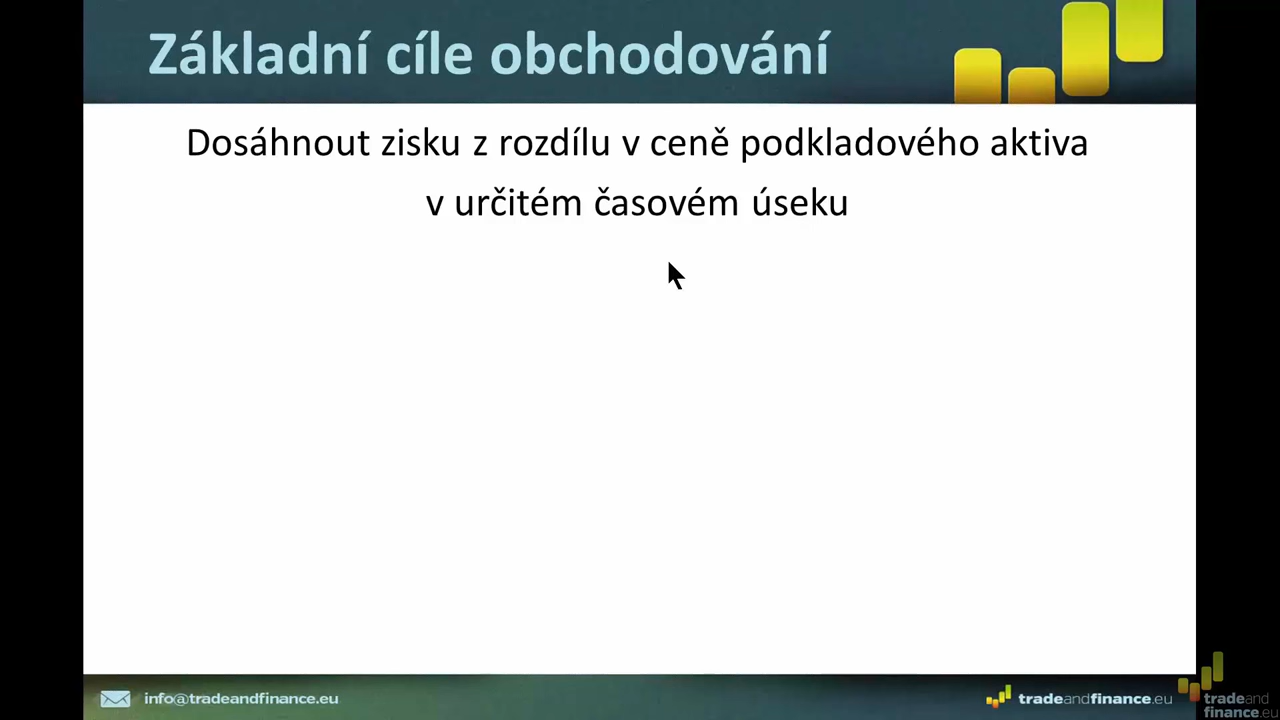 Základní cíle obchodování
Dosáhnout zisku z rozdílu v ceně podkladového aktiva
v určitém časovém úseku
info@tradeandfinance.eu
tradeandfinance.eu
tradeand
finance.eu